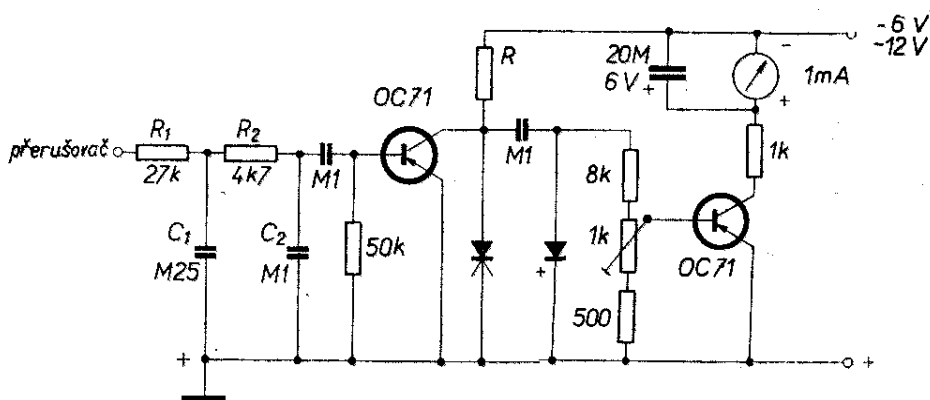 - 6 V
~12 V
R
20M
6 V +
-
+
1mA
OC71
přerušovač
R1
27k
R2
4k7
M1
M1
8k
1k
1k
C1
M25
C2
M1
50k
+
OC71
500
+
+